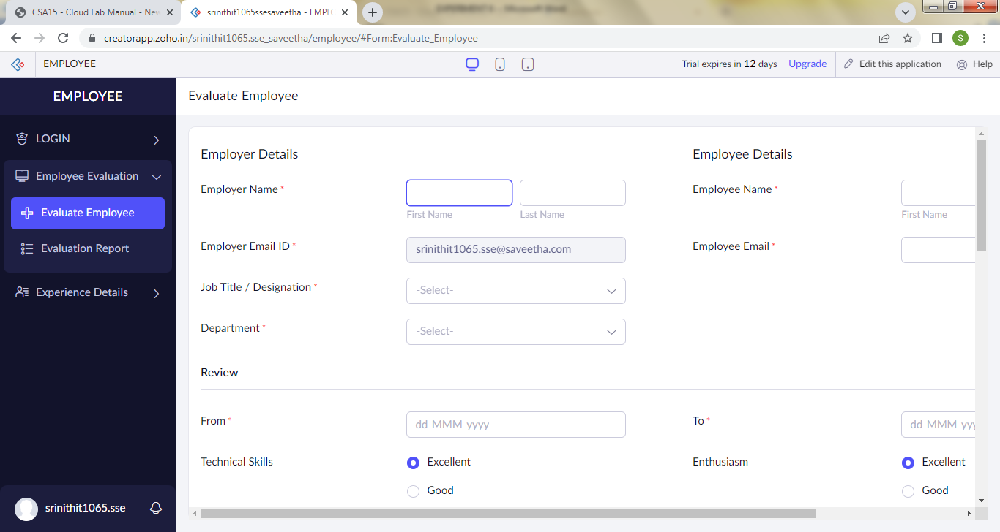 CSA15 - Cloud Lab Manual - New
srinithit1065ssesaveetha - EMPLO
creatorapp.zoho.in/srinithit1065.sse_saveetha/employee/#Form:Evaluate_Employee
S
EMPLOYEE
Trial expires in 12 days Upgrade Edit this application Help
EMPLOYEE
LOGIN
Employee Evaluation
Evaluate Employee
Evaluation Report
Experience Details
srinithit1065.sse
Evaluate Employee
Employer Details Employee Details
Employer Name * Employee Name *
First Name Last Name First Name
Employer Email ID * srinithit1065.sse@saveetha.com Employee Email *
Job Title / Designation * -Select-
Department * -Select-
Review
From * dd-MMM-yyyy To * dd-MMM-yyy
Technical Skills Excellent Enthusiasm Excellent
Good Good